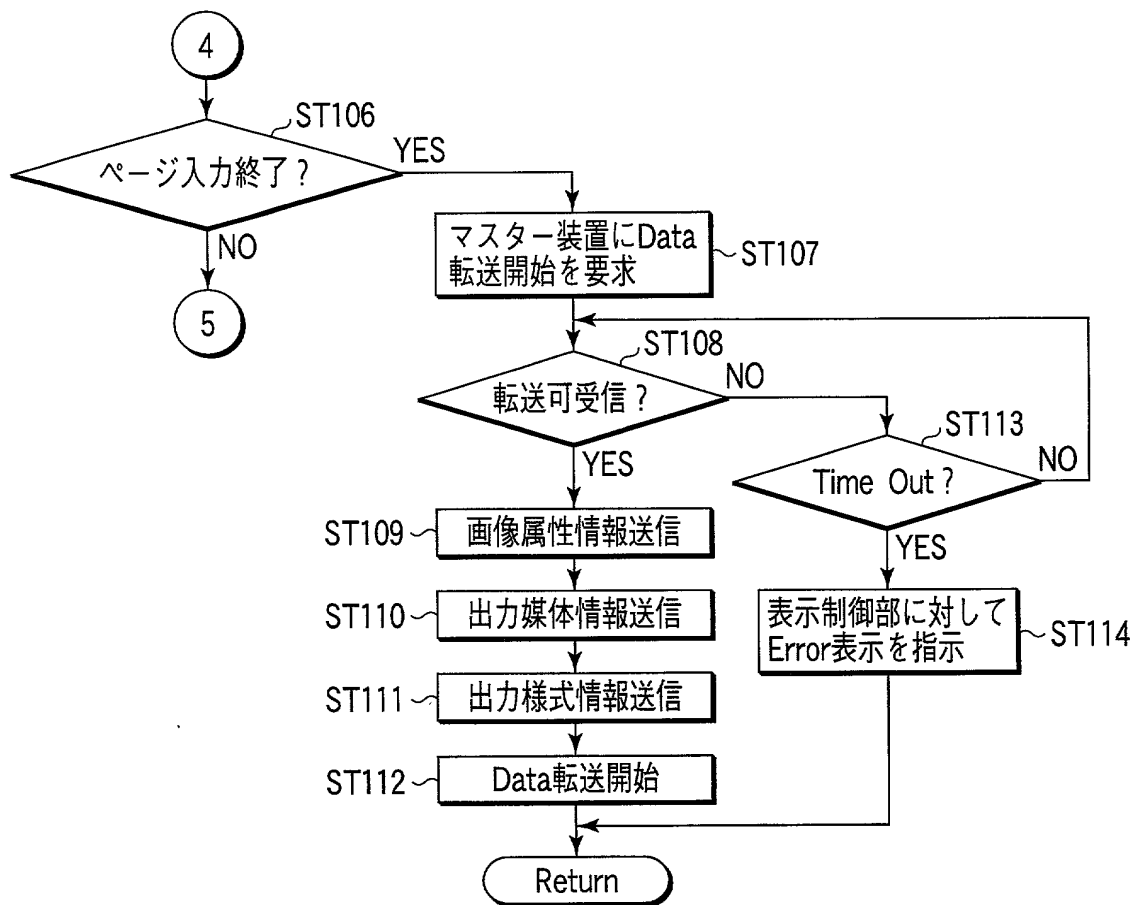 4
ST106
ページ入力終了?
YES
NO
5
マスター装置にData
転送開始を要求
ST107
ST108
転送可受信?
NO
YES
ST113
Time Out?
NO
YES
ST109
画像属性情報送信
ST110
出力媒体情報送信
ST111
出力様式情報送信
ST112
Data転送開始
表示制御部に対して
Error表示を指示
ST114
Return